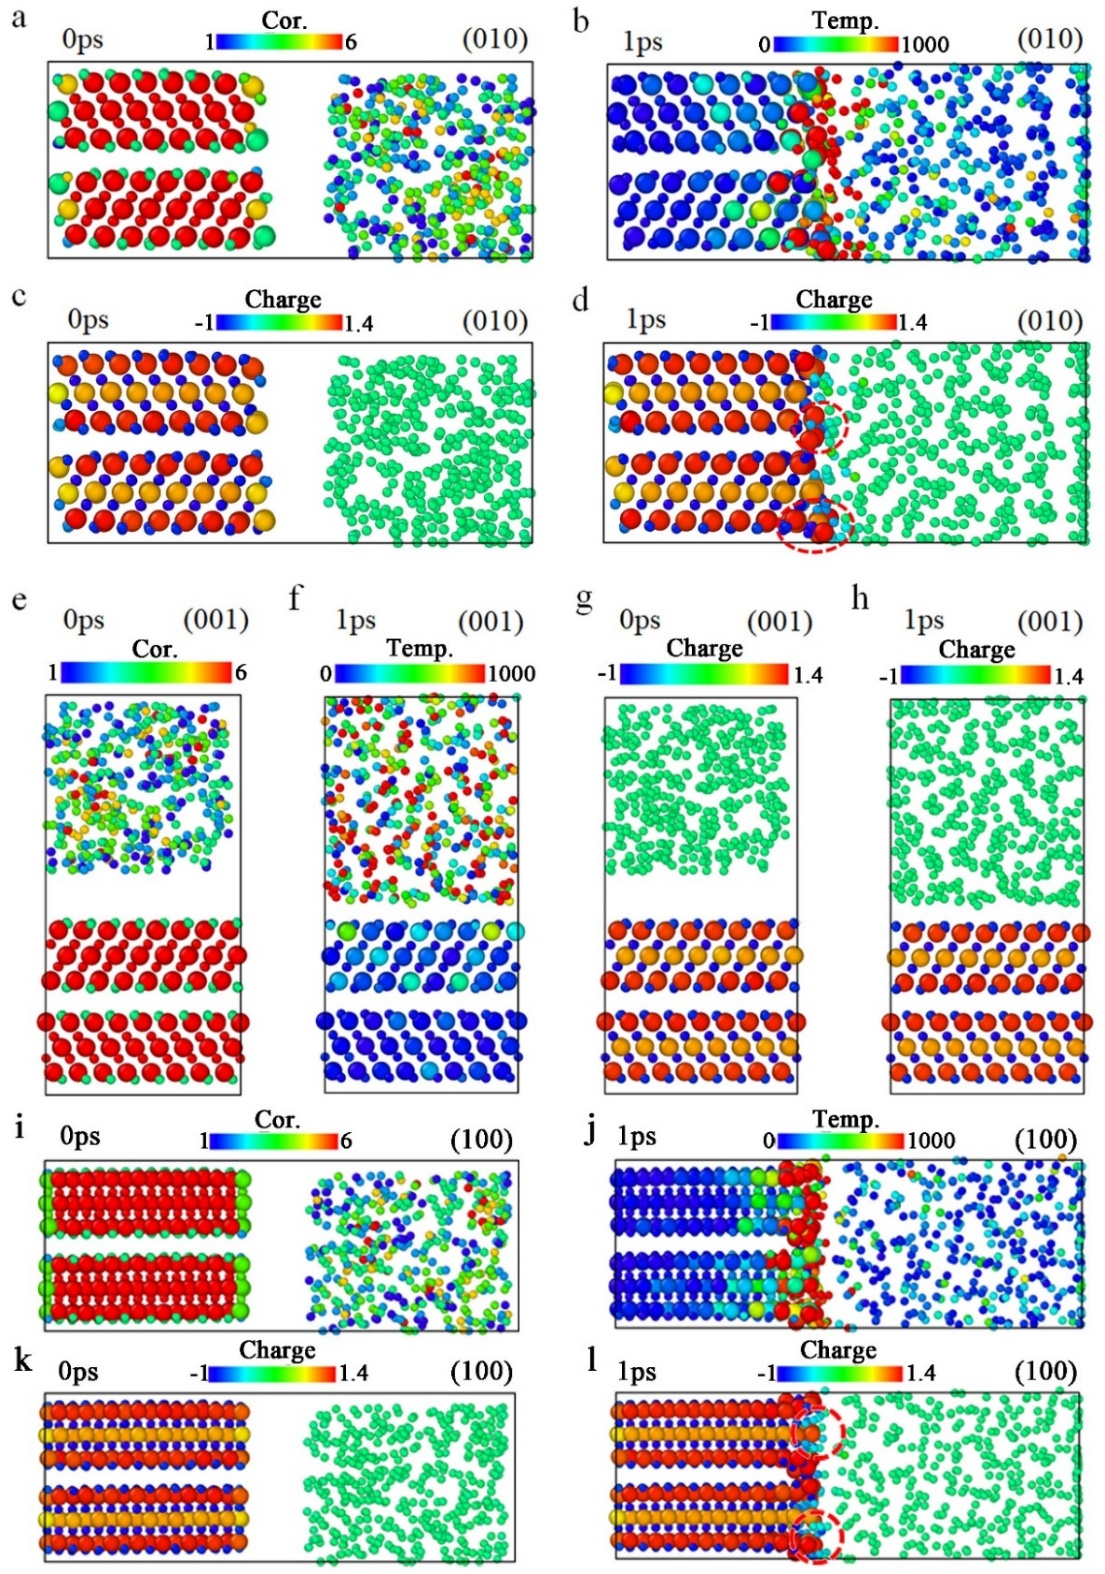 a
Cor.
0ps
1
6
(010)
b
Temp.
1ps
0
1000
(010)
c
Charge
0ps
-1
1.4
(010)
d
Charge
1ps
-1
1.4
(010)
e
0ps
(001)
Cor.
1
6
f
1ps
(001)
Temp.
0
1000
g
0ps
(001)
Charge
-1
1.4
h
1ps
(001)
Charge
-1
1.4
i
Cor.
0ps
1
6
(100)
j
Temp.
1ps
0
1000
(100)
k
Charge
0ps
-1
1.4
(100)
l
Charge
1ps
-1
1.4
(100)